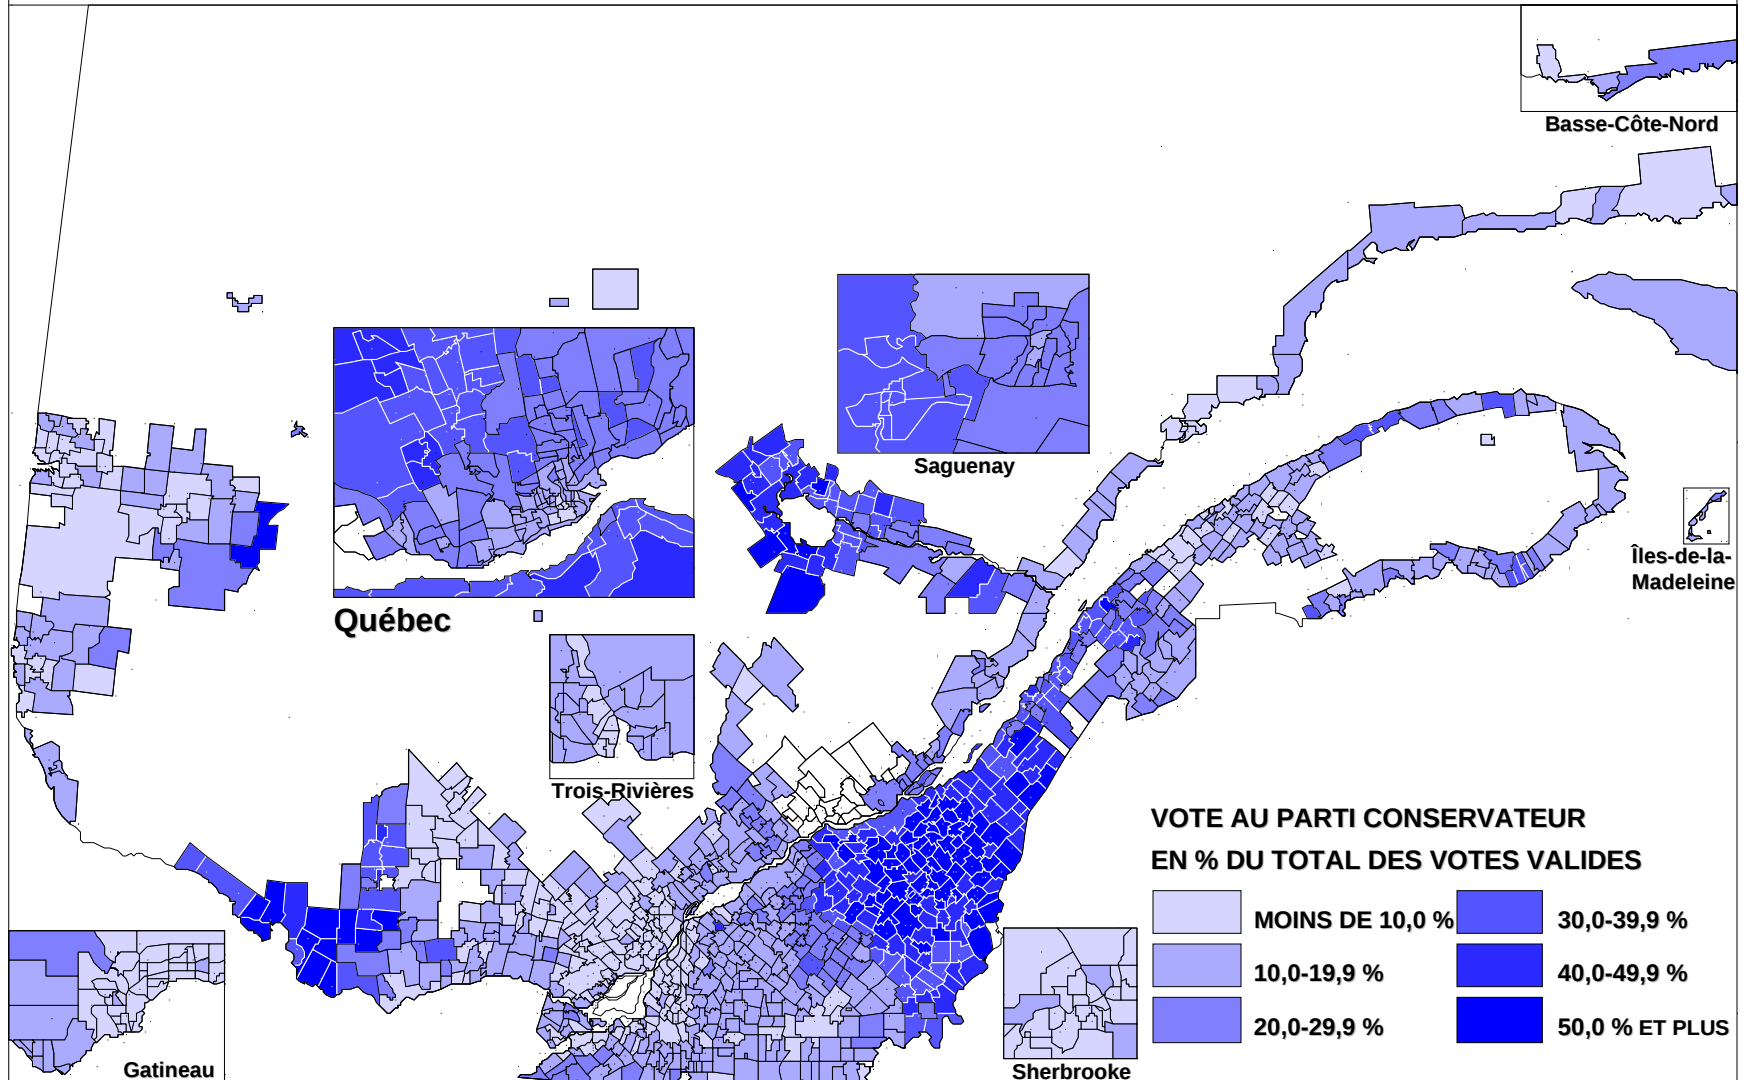 Basse-Côte-Nord
Saguenay
Îles-de-la-
Madeleine
Québec
Trois-Rivières
VOTE AU PARTI CONSERVATEUR
EN % DU TOTAL DES VOTES VALIDES
MOINS DE 10,0 %
30,0-39,9 %
10,0-19,9 %
40,0-49,9 %
20,0-29,9 %
50,0 % ET PLUS
Gatineau
Sherbrooke